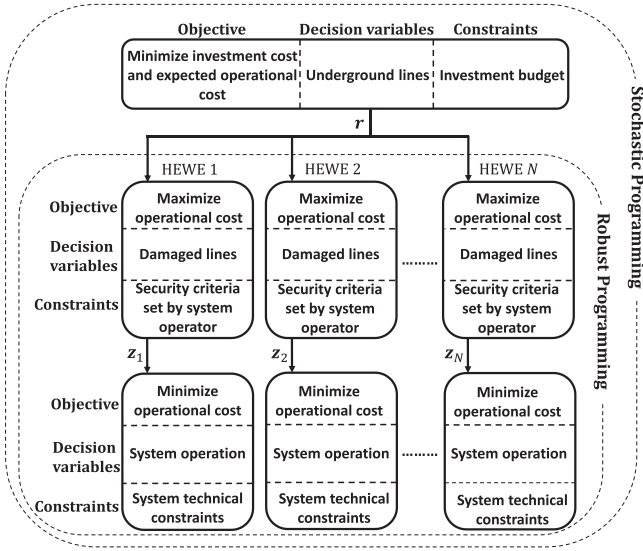 Objective Decision variables Constraints
Minimize investment cost
and expected operational
cost
Underground lines
Investment budget
r
HEWE 1 HEWE 2 HEWE N
Objective
Maximize
operational cost
Maximize
operational cost
Maximize
operational cost
Decision
variables
Damaged lines
Damaged lines
.........
Damaged lines
Constraints
Security criteria
set by system
operator
Security criteria
set by system
operator
Security criteria
set by system
operator
z1 z2 zN
Objective
Minimize
operational cost
Minimize
operational cost
Minimize
operational cost
Decision
variables
System operation
System operation
.........
System operation
Constraints
System technical
constraints
System technical
constraints
System technical
constraints
Robust Programming
Stochastic Programming